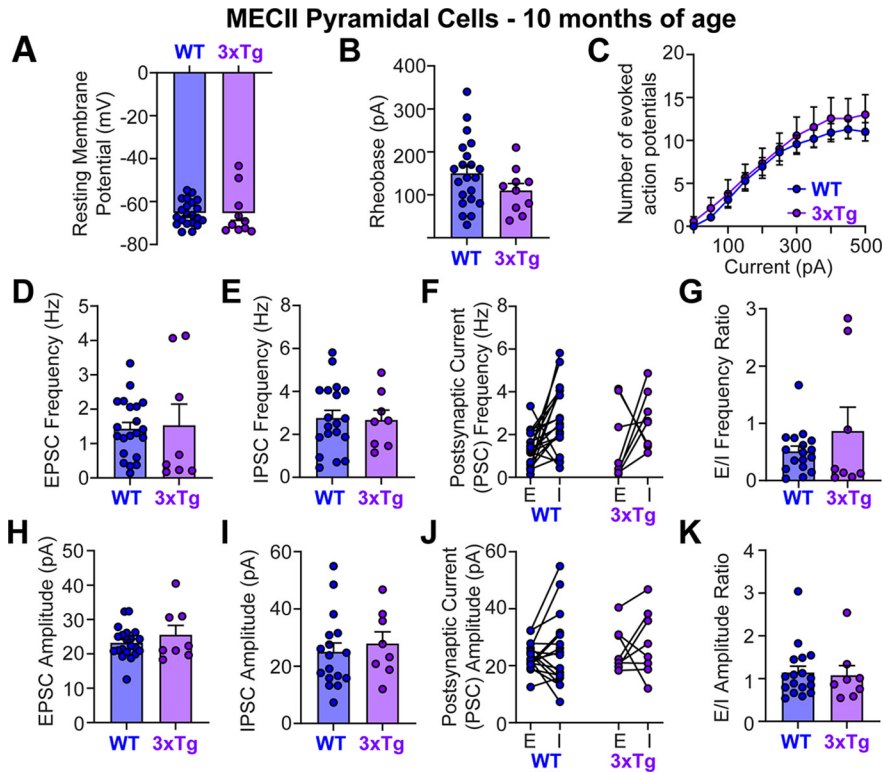 MECII Pyramidal Cells - 10 months of age
A
WT 3xTg
Resting Membrane
Potential (mV)
0
-20
-40
-60
-80
B
Rheobase (pA)
400
300
200
100
WT 3xTg
C
Number of evoked
action potentials
20
15
10
5
0
WT
3xTg
100 300 500
Current (pA)
D
EPSC Frequency (Hz)
5
4
3
2
1
0
WT 3xTg
E
IPSC Frequency (Hz)
8
6
4
2
0
WT 3xTg
F
Postsynaptic Current
(PSC) Frequency (Hz)
8
6
4
2
0
E I E I
WT 3xTg
G
E/I Frequency Ratio
3
2
1
0
WT 3xTg
H
EPSC Amplitude (pA)
50
40
30
20
10
0
WT 3xTg
I
IPSC Amplitude (pA)
60
40
20
0
WT 3xTg
J
Postsynaptic Current
(PSC) Amplitude (pA)
60
40
20
0
E I E I
WT 3xTg
K
E/I Amplitude Ratio
4
3
2
1
0
WT 3xTg